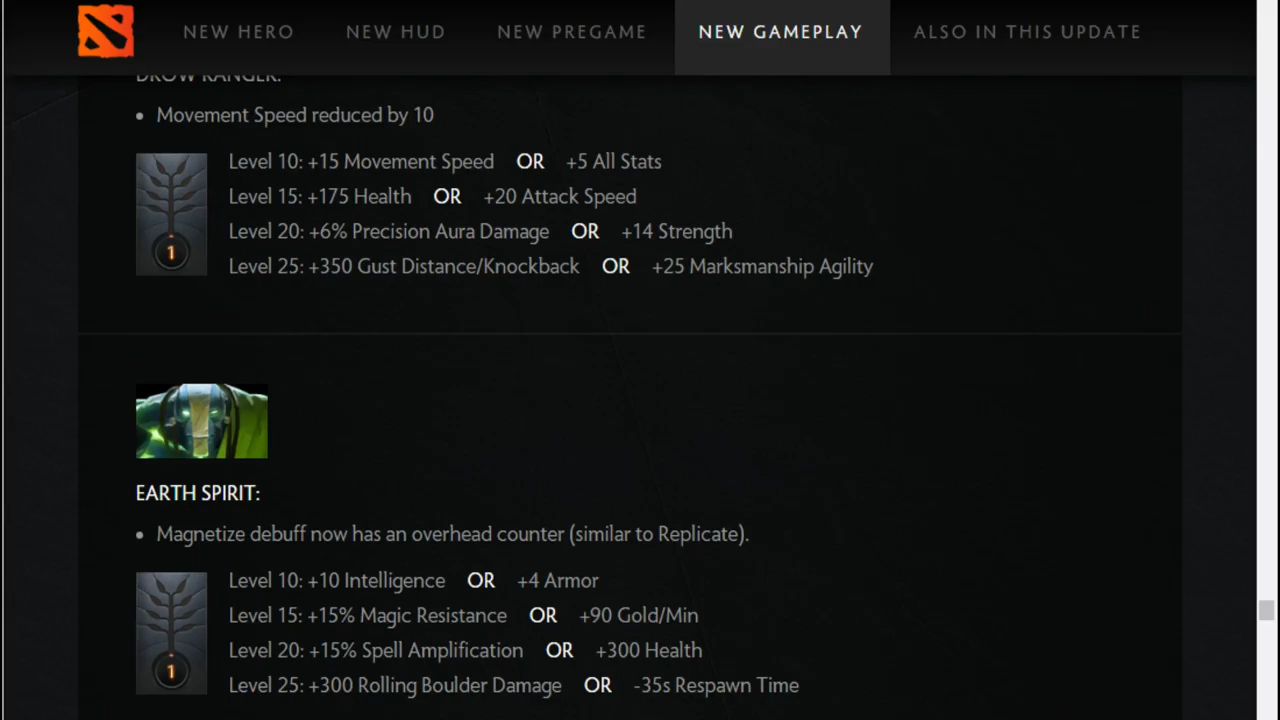 NEW HERO NEW HUD NEW PREGAME NEW GAMEPLAY ALSO IN THIS UPDATE
DROW RANGER:
• Movement Speed reduced by 10
Level 10: +15 Movement Speed OR +5 All Stats
Level 15: +175 Health OR +20 Attack Speed
Level 20: +6% Precision Aura Damage OR +14 Strength
1
Level 25: +350 Gust Distance/Knockback OR +25 Marksmanship Agility
EARTH SPIRIT:
• Magnetize debuff now has an overhead counter (similar to Replicate).
Level 10: +10 Intelligence OR +4 Armor
Level 15: +15% Magic Resistance OR +90 Gold/Min
Level 20: +15% Spell Amplification OR +300 Health
1
Level 25: +300 Rolling Boulder Damage OR -35s Respawn Time